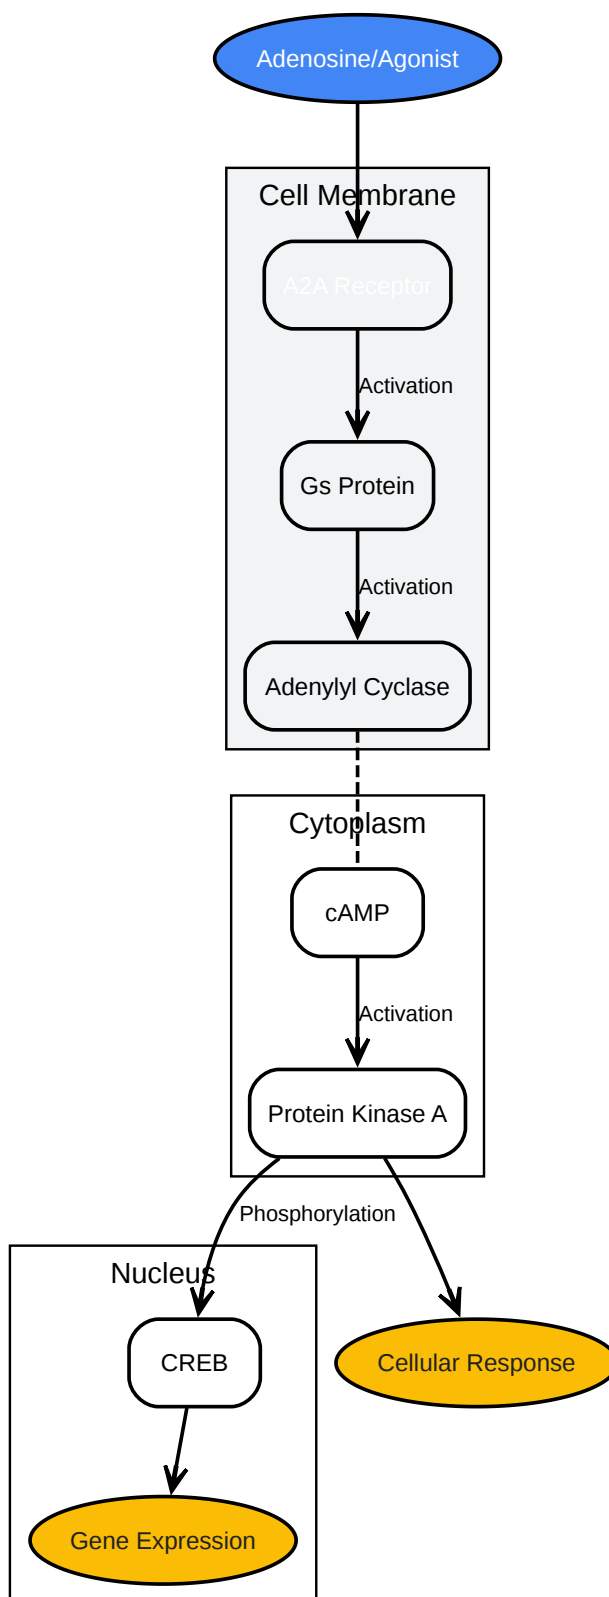 Adenosine/Agonist
Cell Membrane
A2A Receptor
Activation
Gs Protein
Activation
Adenylyl Cyclase
Cytoplasm
cAMP
Activation
Protein Kinase A
Phosphorylation
Nucleus
CREB
Cellular Response
Gene Expression